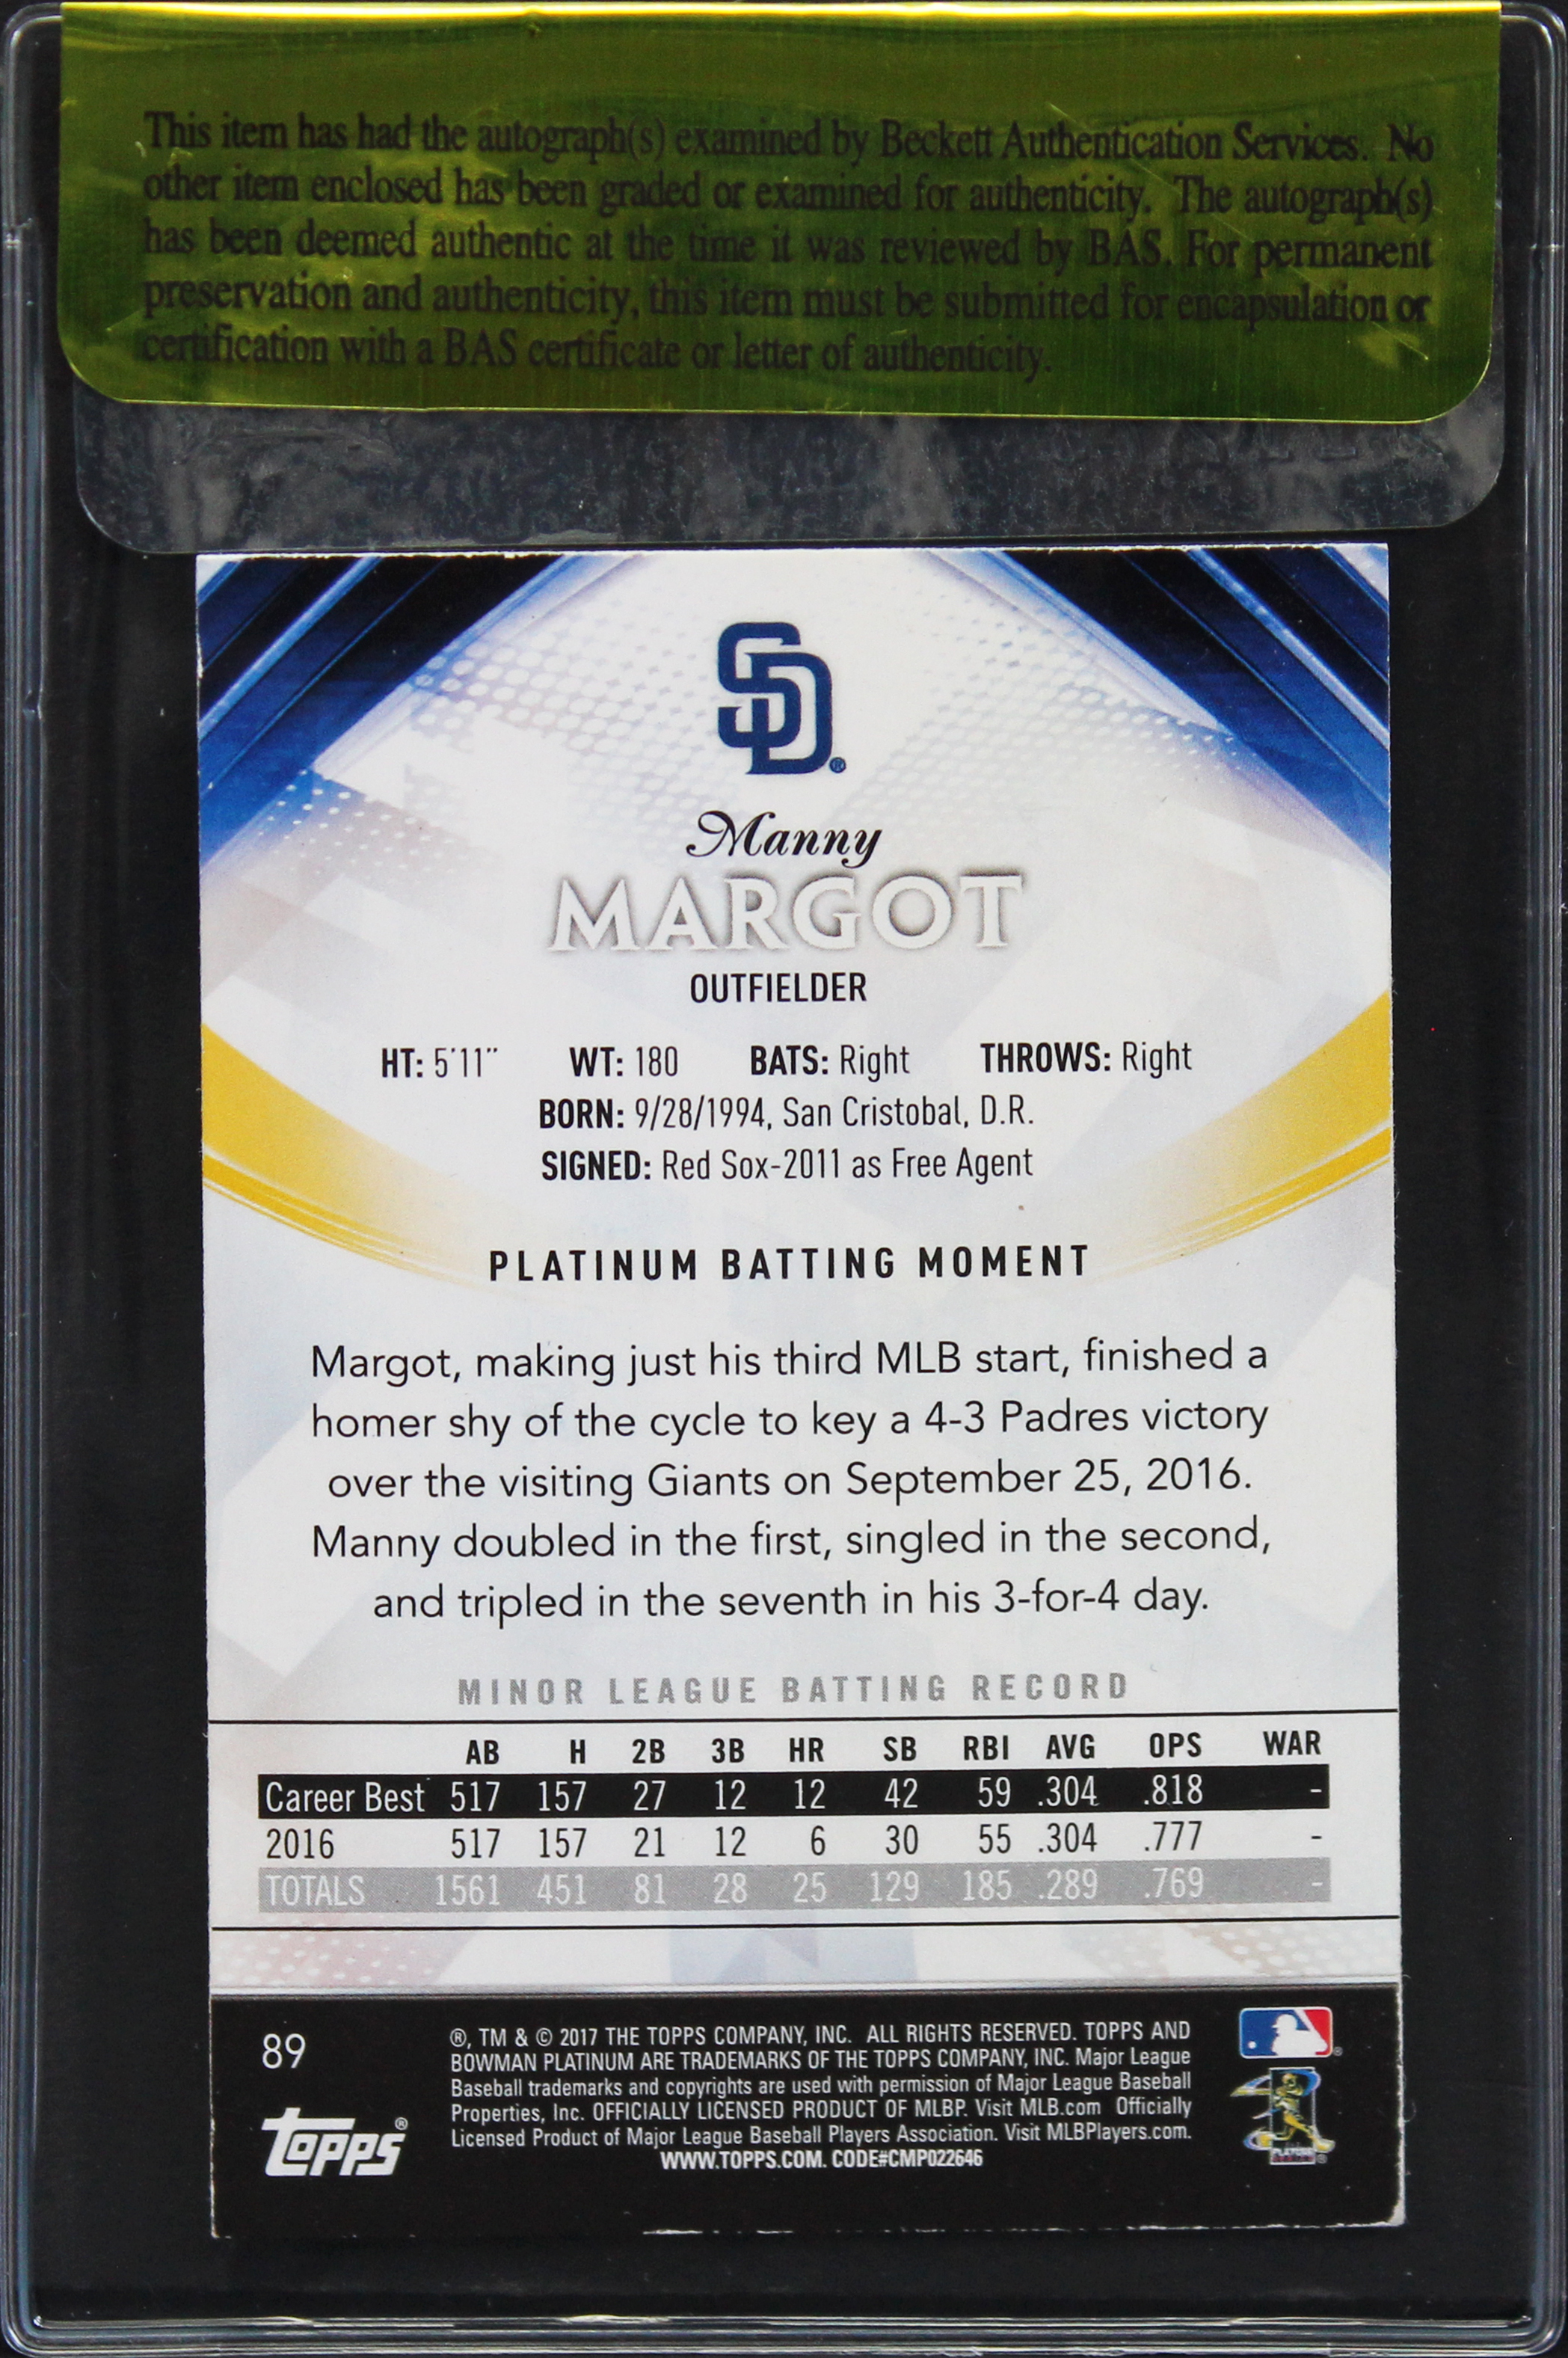 This item has had the autograph(s) examined by Beckett Authentication Services. No
other item enclosed has been graded or examined for authenticity. The autograph(s)
has been deemed authentic at the time it was reviewed by BAS. For permanent
preservation and authenticity, this item must be submitted for encapsulation or
certification with a BAS certificate or letter of authenticity.
SD®
Manny
MARGOT
OUTFIELDER
HT: 5'11" WT: 180 BATS: Right THROWS: Right
BORN: 9/28/1994, San Cristobal, D.R.
SIGNED: Red Sox-2011 as Free Agent
PLATINUM BATTING MOMENT
Margot, making just his third MLB start, finished a
homer shy of the cycle to key a 4-3 Padres victory
over the visiting Giants on September 25, 2016.
Manny doubled in the first, singled in the second,
and tripled in the seventh in his 3-for-4 day.
MINOR LEAGUE BATTING RECORD
AB H 2B 3B HR SB RBI AVG OPS WAR
Career Best 517 157 27 12 12 42 59 .304 .818 -
2016 517 157 21 12 6 30 55 .304 .777 -
TOTALS 1561 451 81 28 25 129 185 .289 .769 -
89
®, TM & © 2017 THE TOPPS COMPANY, INC. ALL RIGHTS RESERVED. TOPPS AND
BOWMAN PLATINUM ARE TRADEMARKS OF THE TOPPS COMPANY, INC. Major League
Baseball trademarks and copyrights are used with permission of Major League Baseball
Properties, Inc. OFFICIALLY LICENSED PRODUCT OF MLBP. Visit MLB.com Officially
Licensed Product of Major League Baseball Players Association. Visit MLBPlayers.com.
WWW.TOPPS.COM. CODE#CMP022646
Topps®
PLAYERS